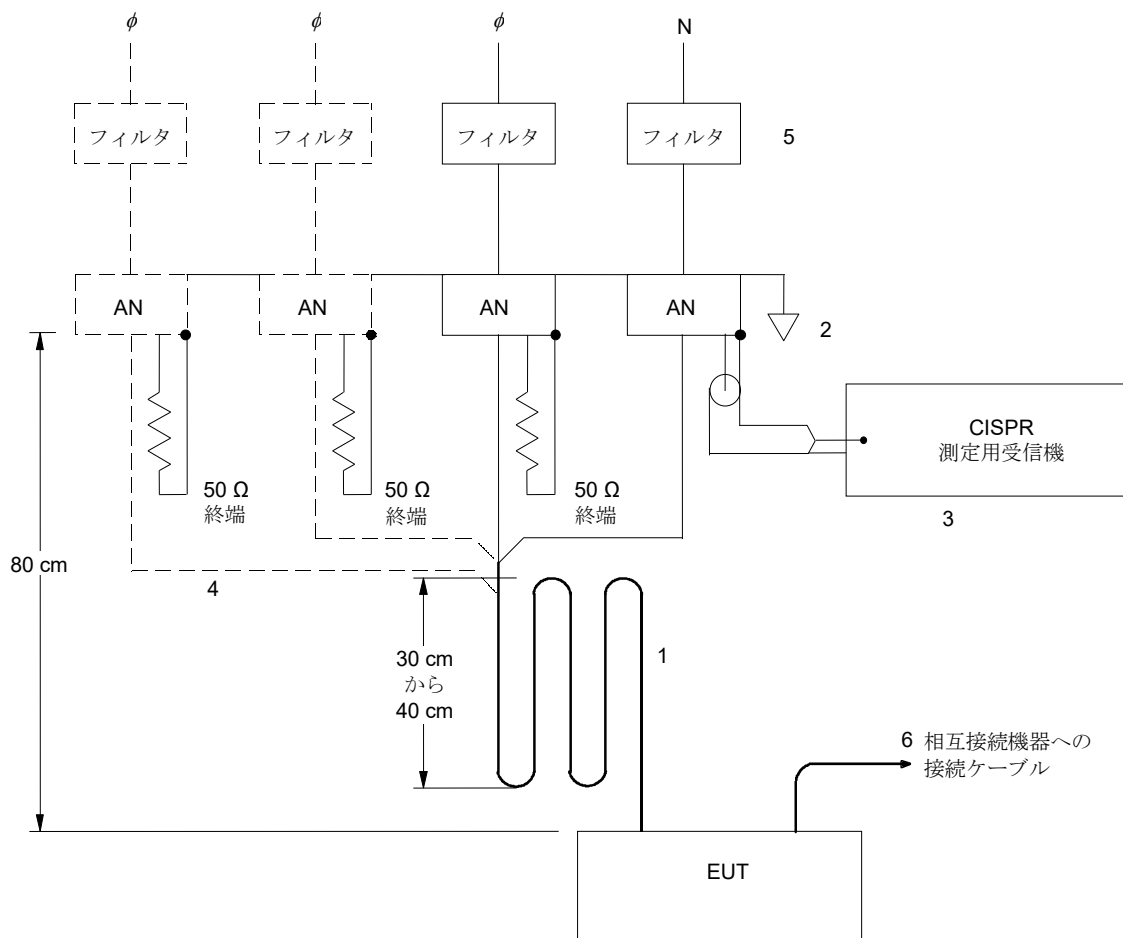 ϕ
ϕ
ϕ
N
フィルタ
フィルタ
フィルタ
フィルタ
5
AN
AN
AN
AN
2
CISPR
測定用受信機
3
50 Ω
終端
50 Ω
終端
50 Ω
終端
80 cm
4
30 cm
から
40 cm
1
6 相互接続機器への
接続ケーブル
EUT